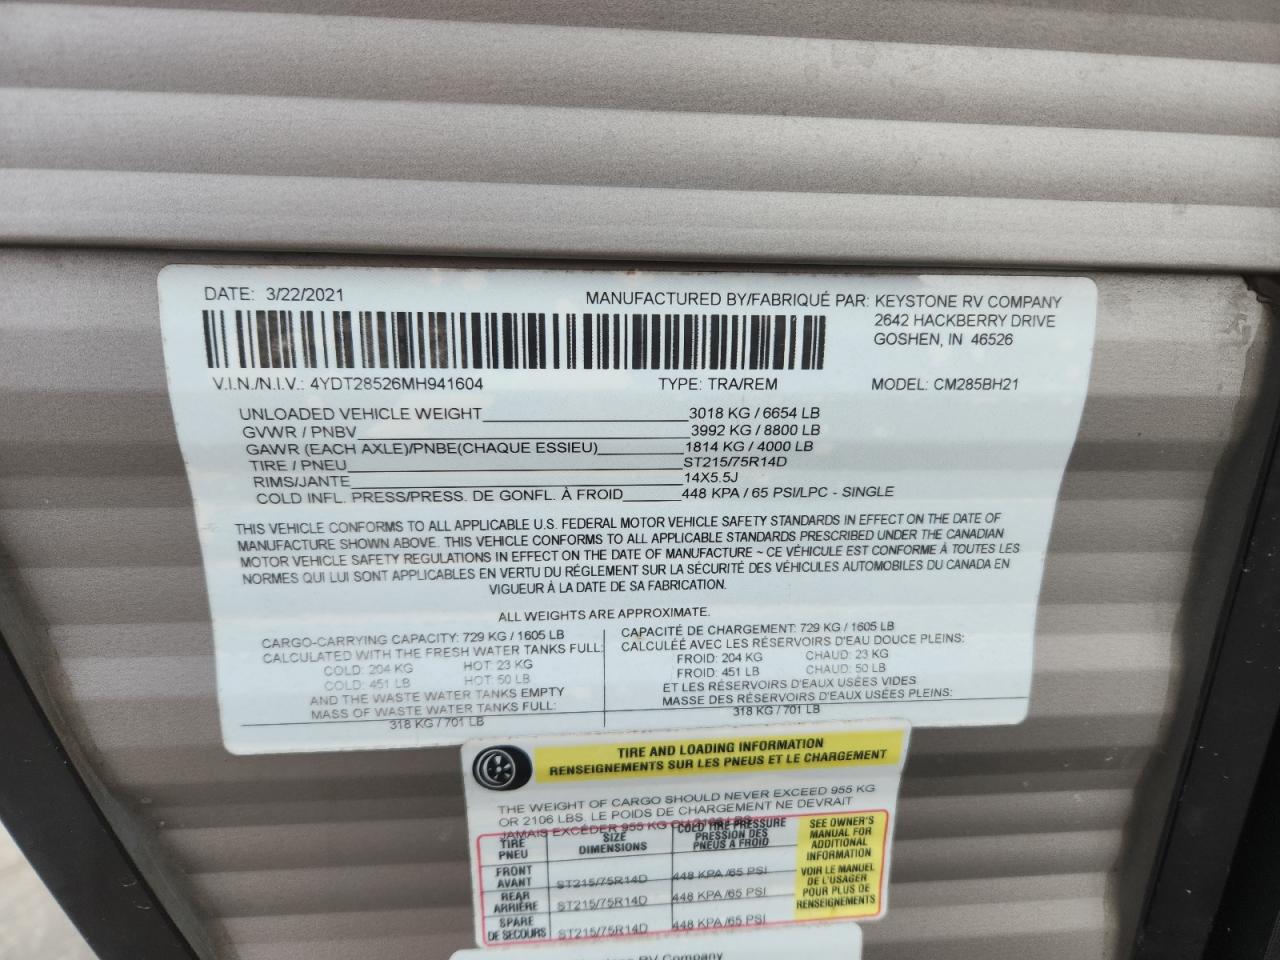 DATE: 3/22/2021 MANUFACTURED BY/FABRIQUÉ PAR: KEYSTONE RV COMPANY
2642 HACKBERRY DRIVE
GOSHEN, IN 46526
V.I.N./N.I.V.: 4YDT28526MH941604 TYPE: TRA/REM MODEL: CM285BH21
UNLOADED VEHICLE WEIGHT 3018 KG / 6654 LB
GVWR / PNBV 3992 KG / 8800 LB
GAWR (EACH AXLE)/PNBE(CHAQUE ESSIEU) 1814 KG / 4000 LB
TIRE / PNEU ST215/75R14D
RIMS/JANTE 14X5.5J
COLD INFL. PRESS/PRESS. DE GONFL. À FROID 448 KPA / 65 PSI/LPC - SINGLE
THIS VEHICLE CONFORMS TO ALL APPLICABLE U.S. FEDERAL MOTOR VEHICLE SAFETY STANDARDS IN EFFECT ON THE DATE OF
MANUFACTURE SHOWN ABOVE. THIS VEHICLE CONFORMS TO ALL APPLICABLE STANDARDS PRESCRIBED UNDER THE CANADIAN
MOTOR VEHICLE SAFETY REGULATIONS IN EFFECT ON THE DATE OF MANUFACTURE ~ CE VÉHICULE EST CONFORME À TOUTES LES
NORMES QUI LUI SONT APPLICABLES EN VERTU DU RÉGLEMENT SUR LA SÉCURITÉ DES VÉHICULES AUTOMOBILES DU CANADA EN
VIGUEUR À LA DATE DE SA FABRICATION.
ALL WEIGHTS ARE APPROXIMATE.
CARGO-CARRYING CAPACITY: 729 KG / 1605 LB
CALCULATED WITH THE FRESH WATER TANKS FULL:
COLD: 204 KG HOT: 23 KG
COLD: 451 LB HOT: 50 LB
AND THE WASTE WATER TANKS EMPTY
MASS OF WASTE WATER TANKS FULL:
318 KG / 701 LB
CAPACITÉ DE CHARGEMENT: 729 KG / 1605 LB
CALCULÉE AVEC LES RÉSERVOIRS D'EAU DOUCE PLEINS:
FROID: 204 KG CHAUD: 23 KG
FROID: 451 LB CHAUD: 50 LB
ET LES RÉSERVOIRS D'EAUX USÉES VIDES
MASSE DES RÉSERVOIRS D'EAUX USÉES PLEINS:
318 KG / 701 LB
TIRE AND LOADING INFORMATION
RENSEIGNEMENTS SUR LES PNEUS ET LE CHARGEMENT
THE WEIGHT OF CARGO SHOULD NEVER EXCEED 955 KG
OR 2106 LBS. LE POIDS DE CHARGEMENT NE DEVRAIT
JAMAIS EXCÉDER 955 KG OU 2106 LBS.
TIRE
PNEU
SIZE
DIMENSIONS
COLD TIRE PRESSURE
PRESSION DES
PNEUS A FROID
FRONT
AVANT ST215/75R14D 448 KPA /65 PSI
REAR
ARRIÈRE ST215/75R14D 448 KPA /65 PSI
SPARE
DE SECOURS ST215/75R14D 448 KPA /65 PSI
SEE OWNER'S
MANUAL FOR
ADDITIONAL
INFORMATION
VOIR LE MANUEL
DE L'USAGER
POUR PLUS DE
RENSEIGNEMENTS
RV Company